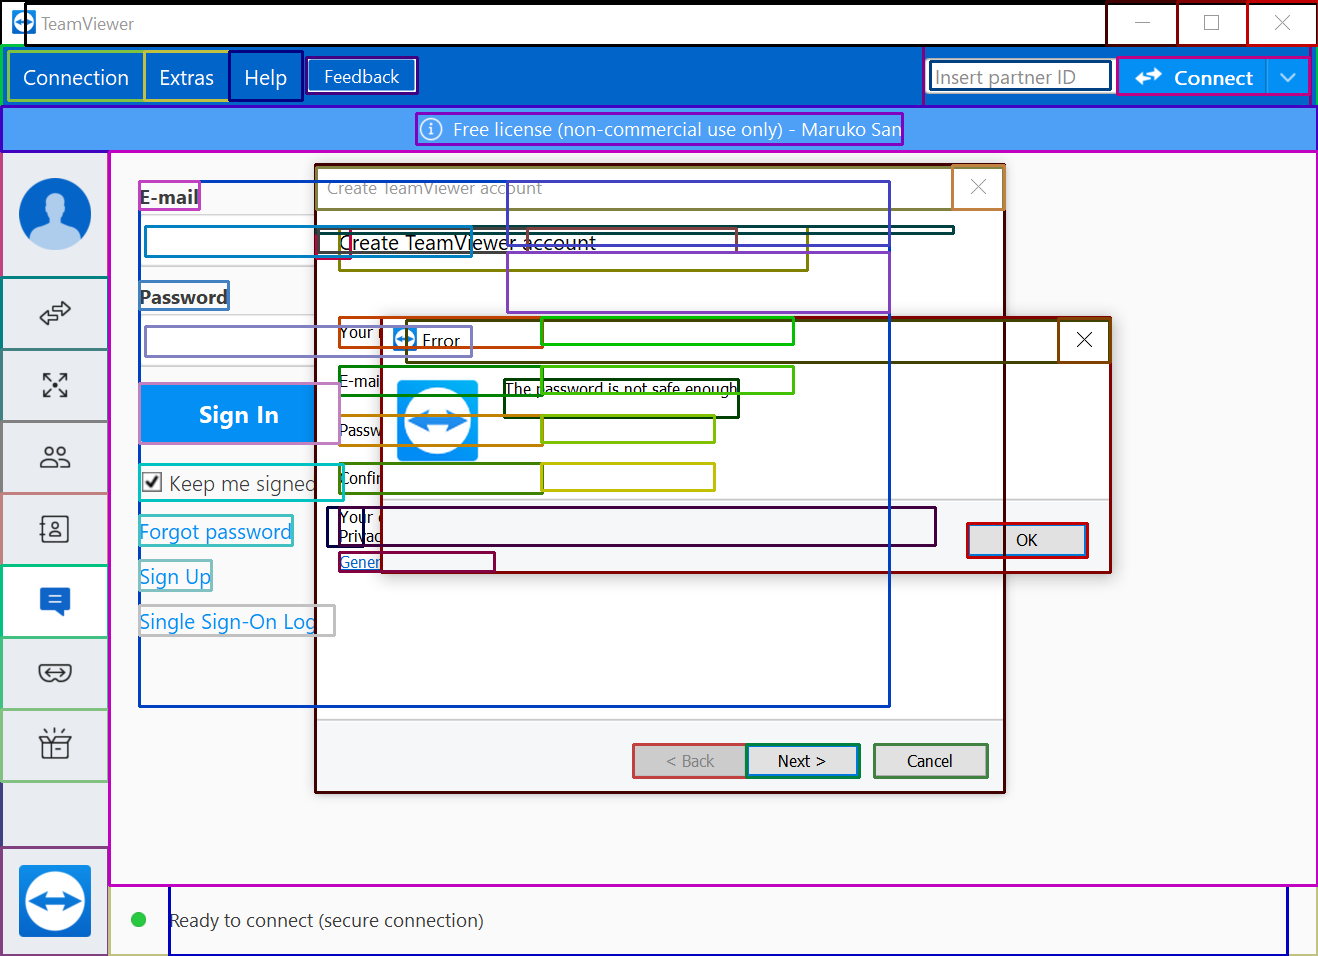 TeamViewer
Connection Extras Help Feedback
Insert partner ID
Connect
Free license (non-commercial use only) - Maruko San
Create TeamViewer account
E-mail
Create TeamViewer account
Password
Your
Error
E-mai
The password is not safe enough
Passw
Sign In
Confir
Keep me signed
Your
Forgot password
Privac
OK
Gener
Sign Up
Single Sign-On Log
< Back Next > Cancel
Ready to connect (secure connection)